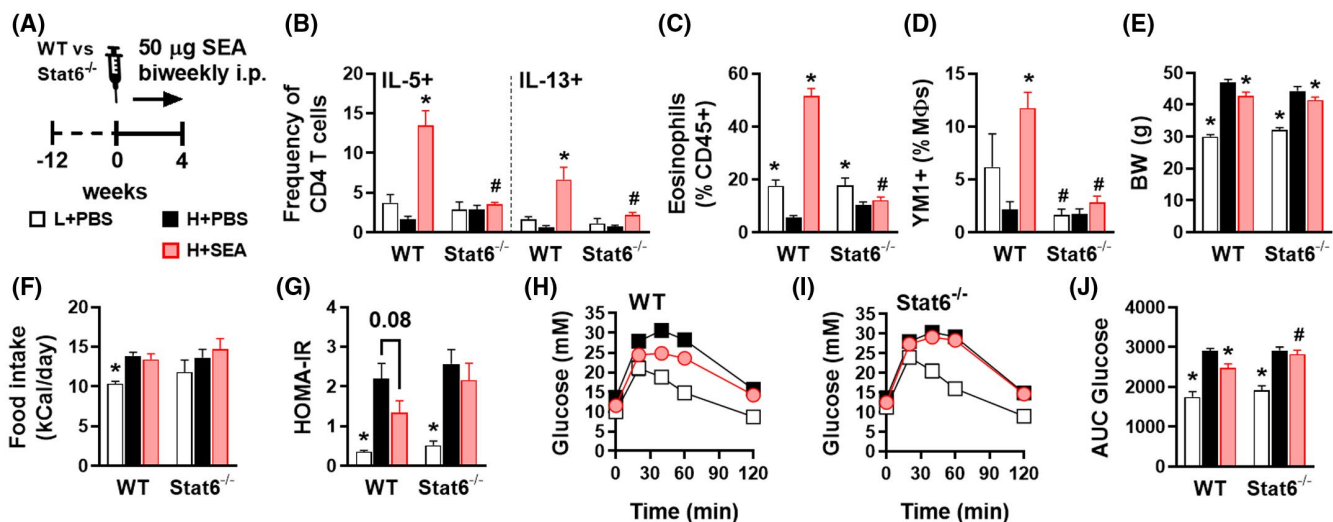 (A)
WT vs
Stat6-/-
50 µg SEA
biweekly i.p.
-12 0 4
weeks
L+PBS H+PBS
H+SEA
(B)
Frequency of
CD4 T cells
20
15
10
5
0
IL-5+ IL-13+
* # * #
WT Stat6-/- WT Stat6-/-
(C)
Eosinophils
(% CD45+)
60
40
20
0
* * * #
WT Stat6-/-
(D)
YM1+ (% MΦs)
15
10
5
0
* # #
WT Stat6-/-
(E)
BW (g)
50
40
30
20
10
0
* * * *
WT Stat6-/-
(F)
Food intake
(kCal/day)
20
15
10
5
0
*
WT Stat6-/-
(G)
HOMA-IR
4
3
2
1
0
0.08
* *
WT Stat6-/-
(H)
WT
Glucose (mM)
35
30
25
20
15
10
5
0 30 60 90 120
Time (min)
(I)
Stat6-/-
Glucose (mM)
35
30
25
20
15
10
5
0 30 60 90 120
Time (min)
(J)
AUC Glucose
4000
3000
2000
1000
0
* * * #
WT Stat6-/-